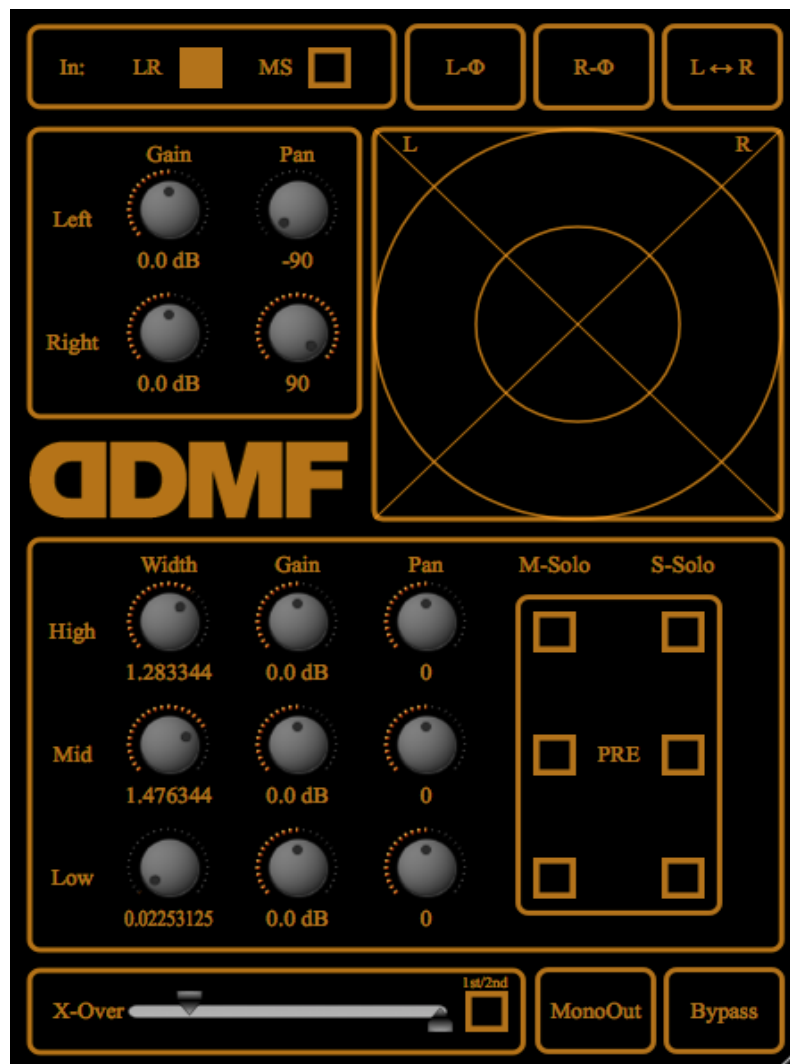 In: LR MS L-Φ R-Φ L ↔ R
L R
Gain Pan
Left
0.0 dB -90
Right
0.0 dB 90
DDMF
Width Gain Pan M-Solo S-Solo
High
1.283344 0.0 dB 0
Mid PRE
1.476344 0.0 dB 0
Low
0.02253125 0.0 dB 0
1st/2nd
X-Over MonoOut Bypass